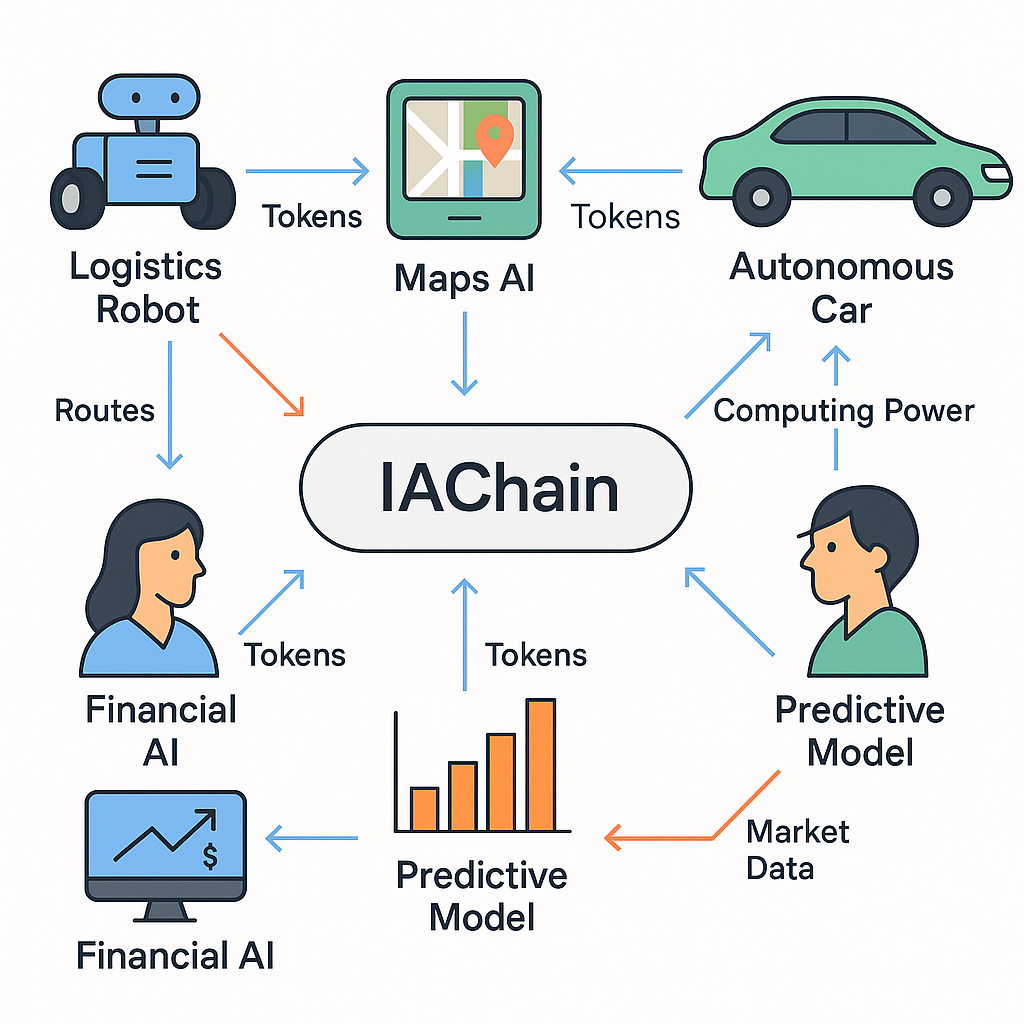 Tokens
Tokens
Logistics
Robot
Maps AI
Autonomous
Car
Routes
Computing Power
IAChain
Tokens
Tokens
Financial
AI
Predictive
Model
$
Market
Data
Predictive
Model
Financial AI